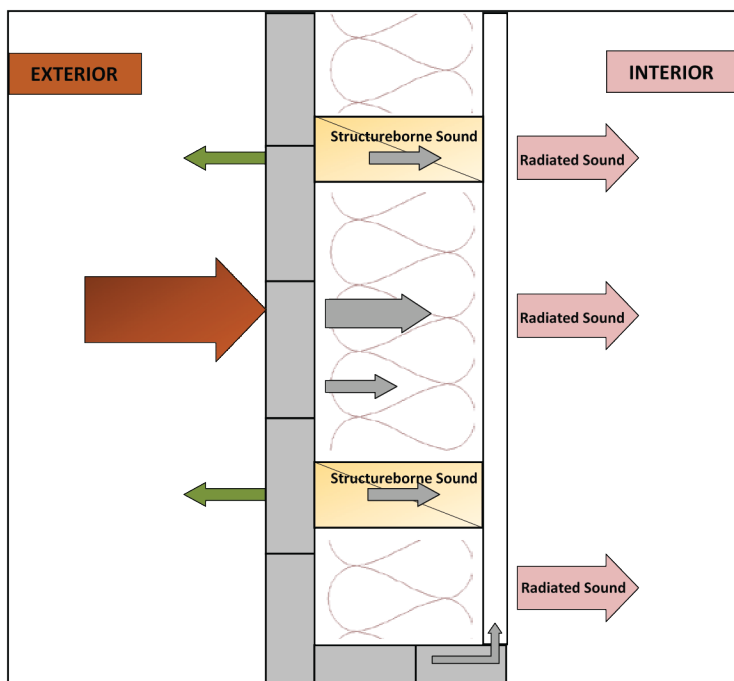 EXTERIOR
INTERIOR
Structureborne Sound
Radiated Sound
Radiated Sound
Structureborne Sound
Radiated Sound